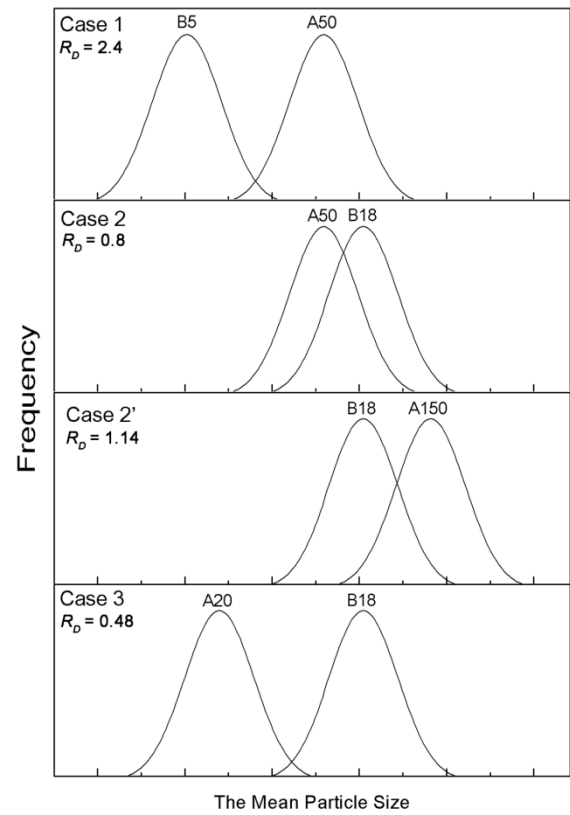 Case 1
R_D = 2.4
B5
A50
Case 2
R_D = 0.8
A50
B18
Case 2’
R_D = 1.14
B18
A150
Case 3
R_D = 0.48
A20
B18
Frequency
The Mean Particle Size